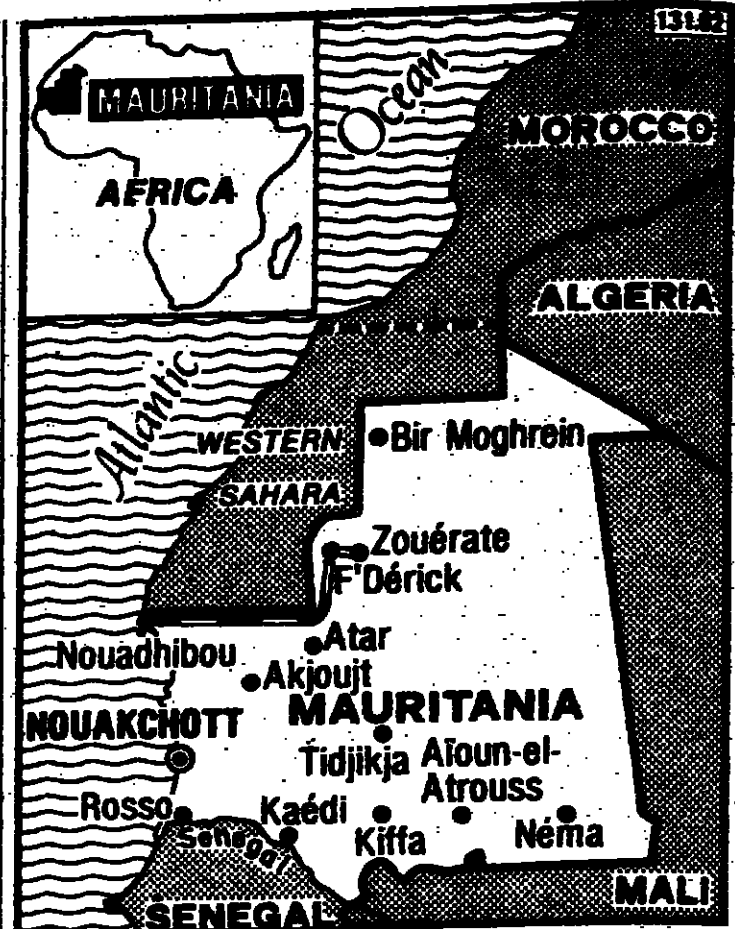 131.82
MAURITANIA
AFRICA
Atlantic
Ocean
MOROCCO
ALGERIA
WESTERN
SAHARA
Bir Moghrein
Zouérate
F'Dérick
Nouadhibou
Atar
Akjoujt
MAURITANIA
NOUAKCHOTT
Tidjikja
Aïoun-el-
Atrouss
Rosso
Kaédi
Kiffa
Néma
Senegal
SENEGAL
MALI